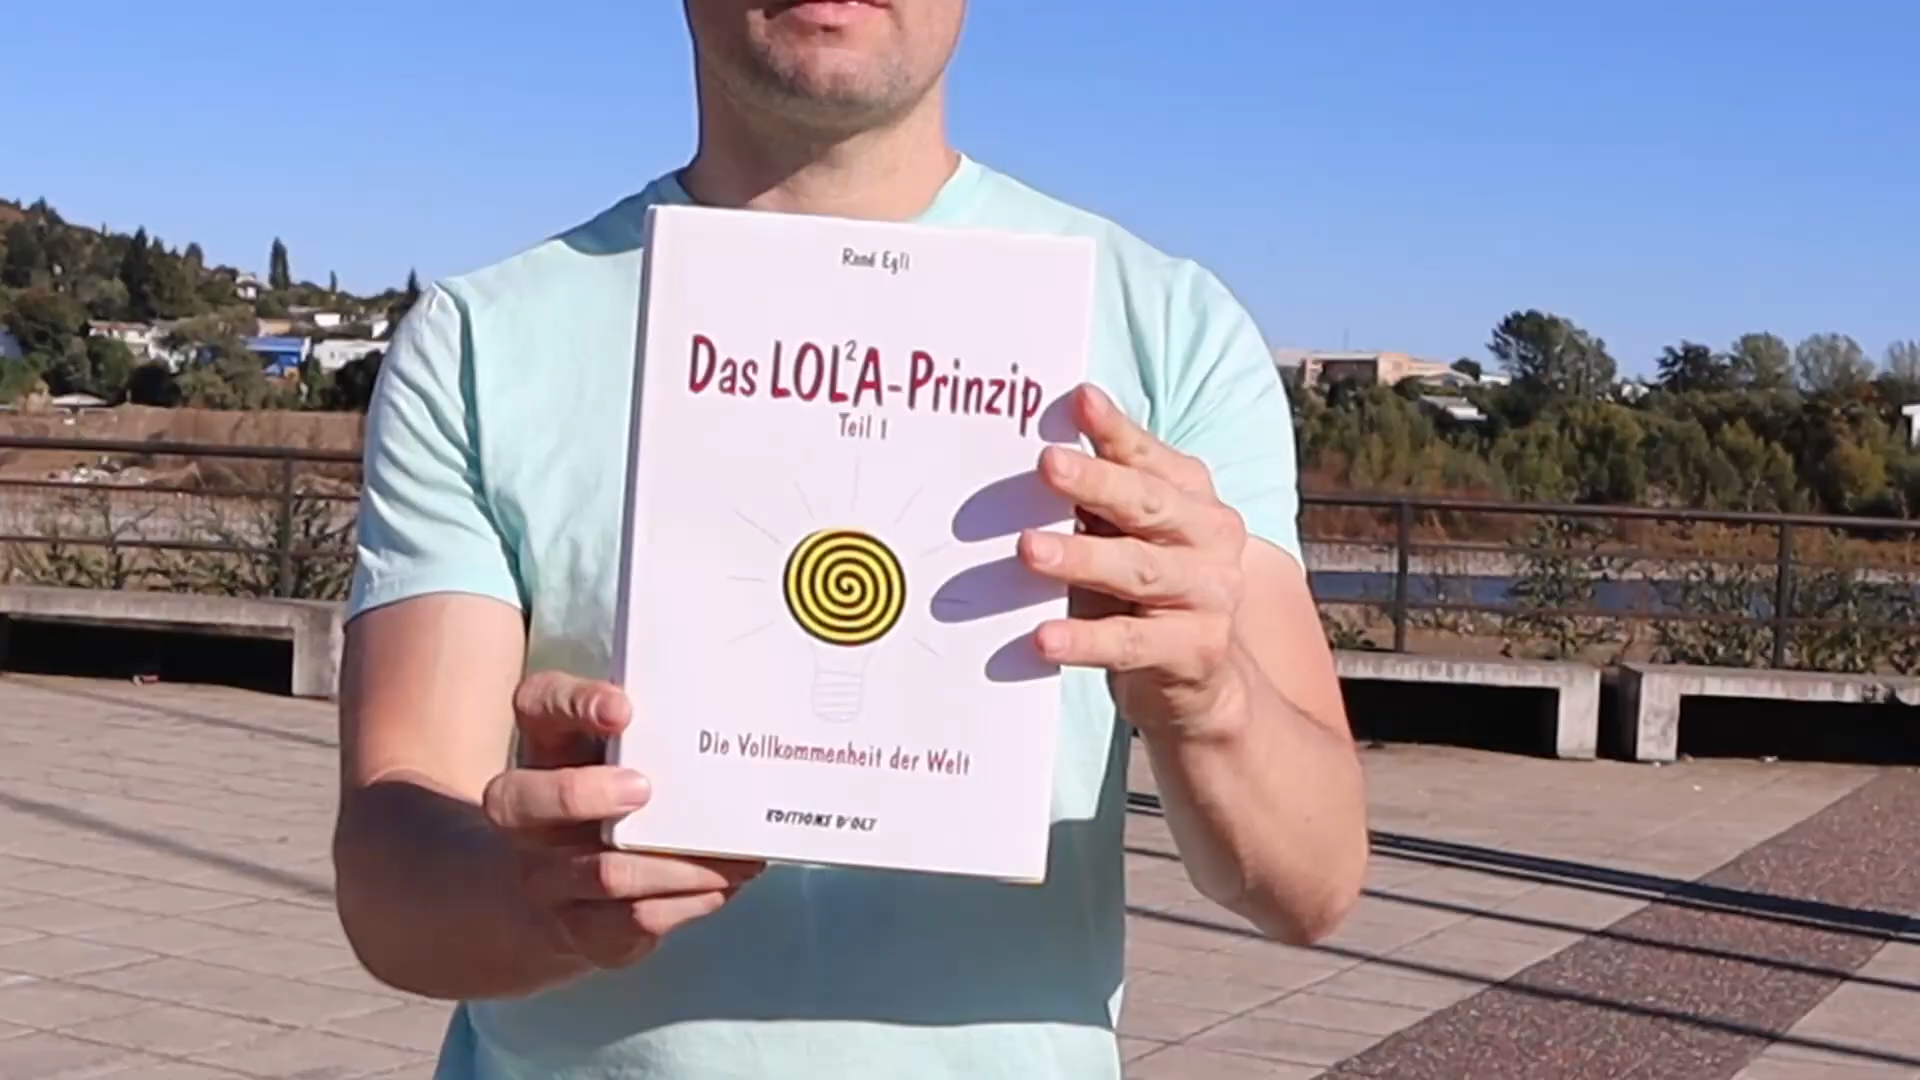 René Egli
Das LOL²A-Prinzip
Teil 1
Die Vollkommenheit der Welt
EDITIONS D'OLT